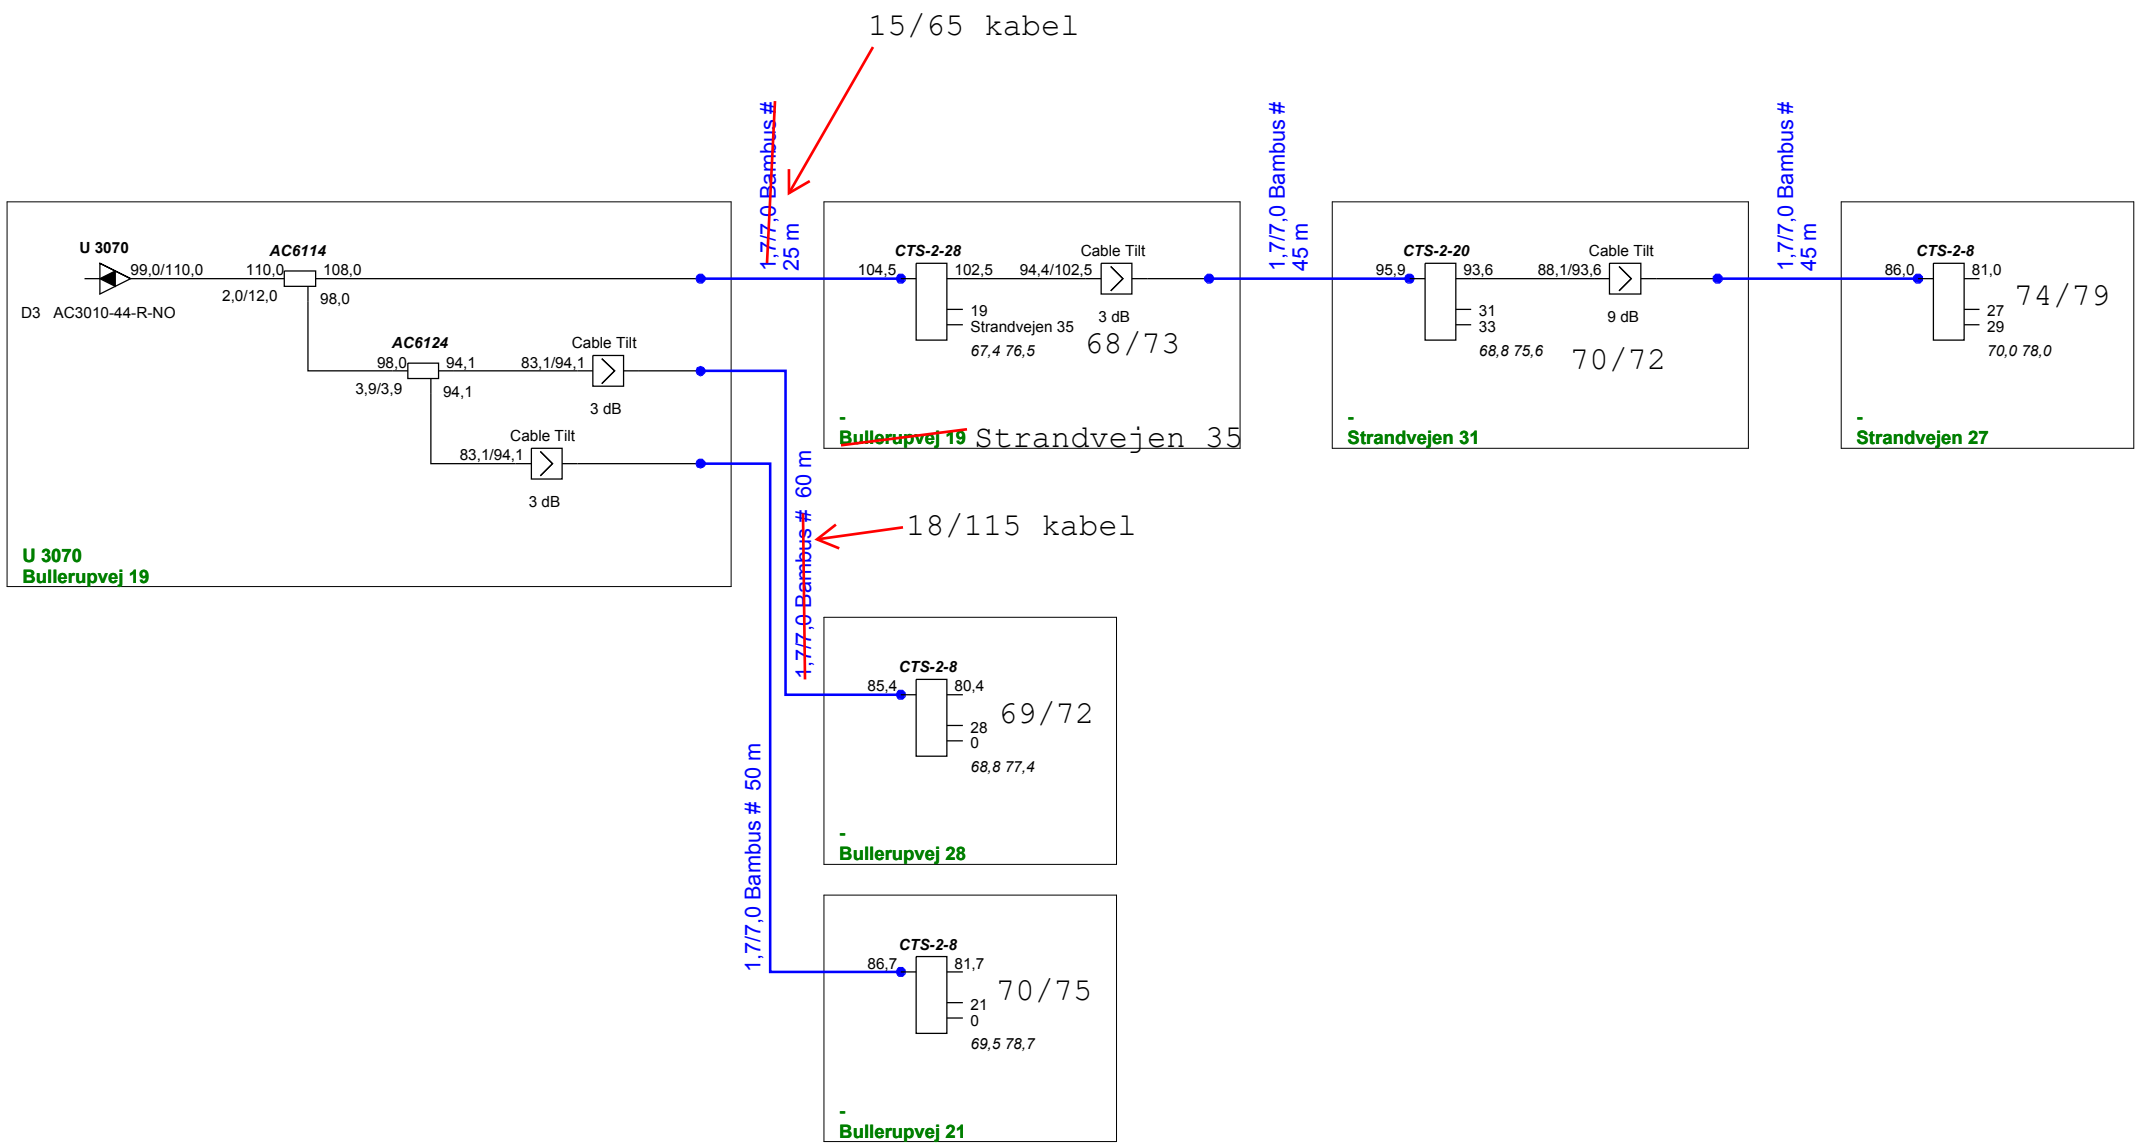 15/65 kabel
1,7/7,0 Bambus #
25 m
1,7/7,0 Bambus #
45 m
1,7/7,0 Bambus #
45 m
U 3070
99,0/110,0
D3 AC3010-44-R-NO
AC6114
110,0
108,0
2,0/12,0
98,0
AC6124
98,0
94,1
3,9/3,9
94,1
83,1/94,1
Cable Tilt
3 dB
83,1/94,1
Cable Tilt
3 dB
U 3070
Bullerupvej 19
CTS-2-28
104,5
102,5
94,4/102,5
Cable Tilt
3 dB
19
Strandvejen 35
67,4 76,5
68/73
-
Bullerupvej 19
Strandvejen 35
CTS-2-20
95,9
93,6
88,1/93,6
Cable Tilt
9 dB
31
33
68,8 75,6
70/72
-
Strandvejen 31
CTS-2-8
86,0
81,0
74/79
27
29
70,0 78,0
-
Strandvejen 27
1,7/7,0 Bambus # 60 m
18/115 kabel
CTS-2-8
85,4
80,4
69/72
28
0
68,8 77,4
-
Bullerupvej 28
1,7/7,0 Bambus # 50 m
CTS-2-8
86,7
81,7
70/75
21
0
69,5 78,7
-
Bullerupvej 21